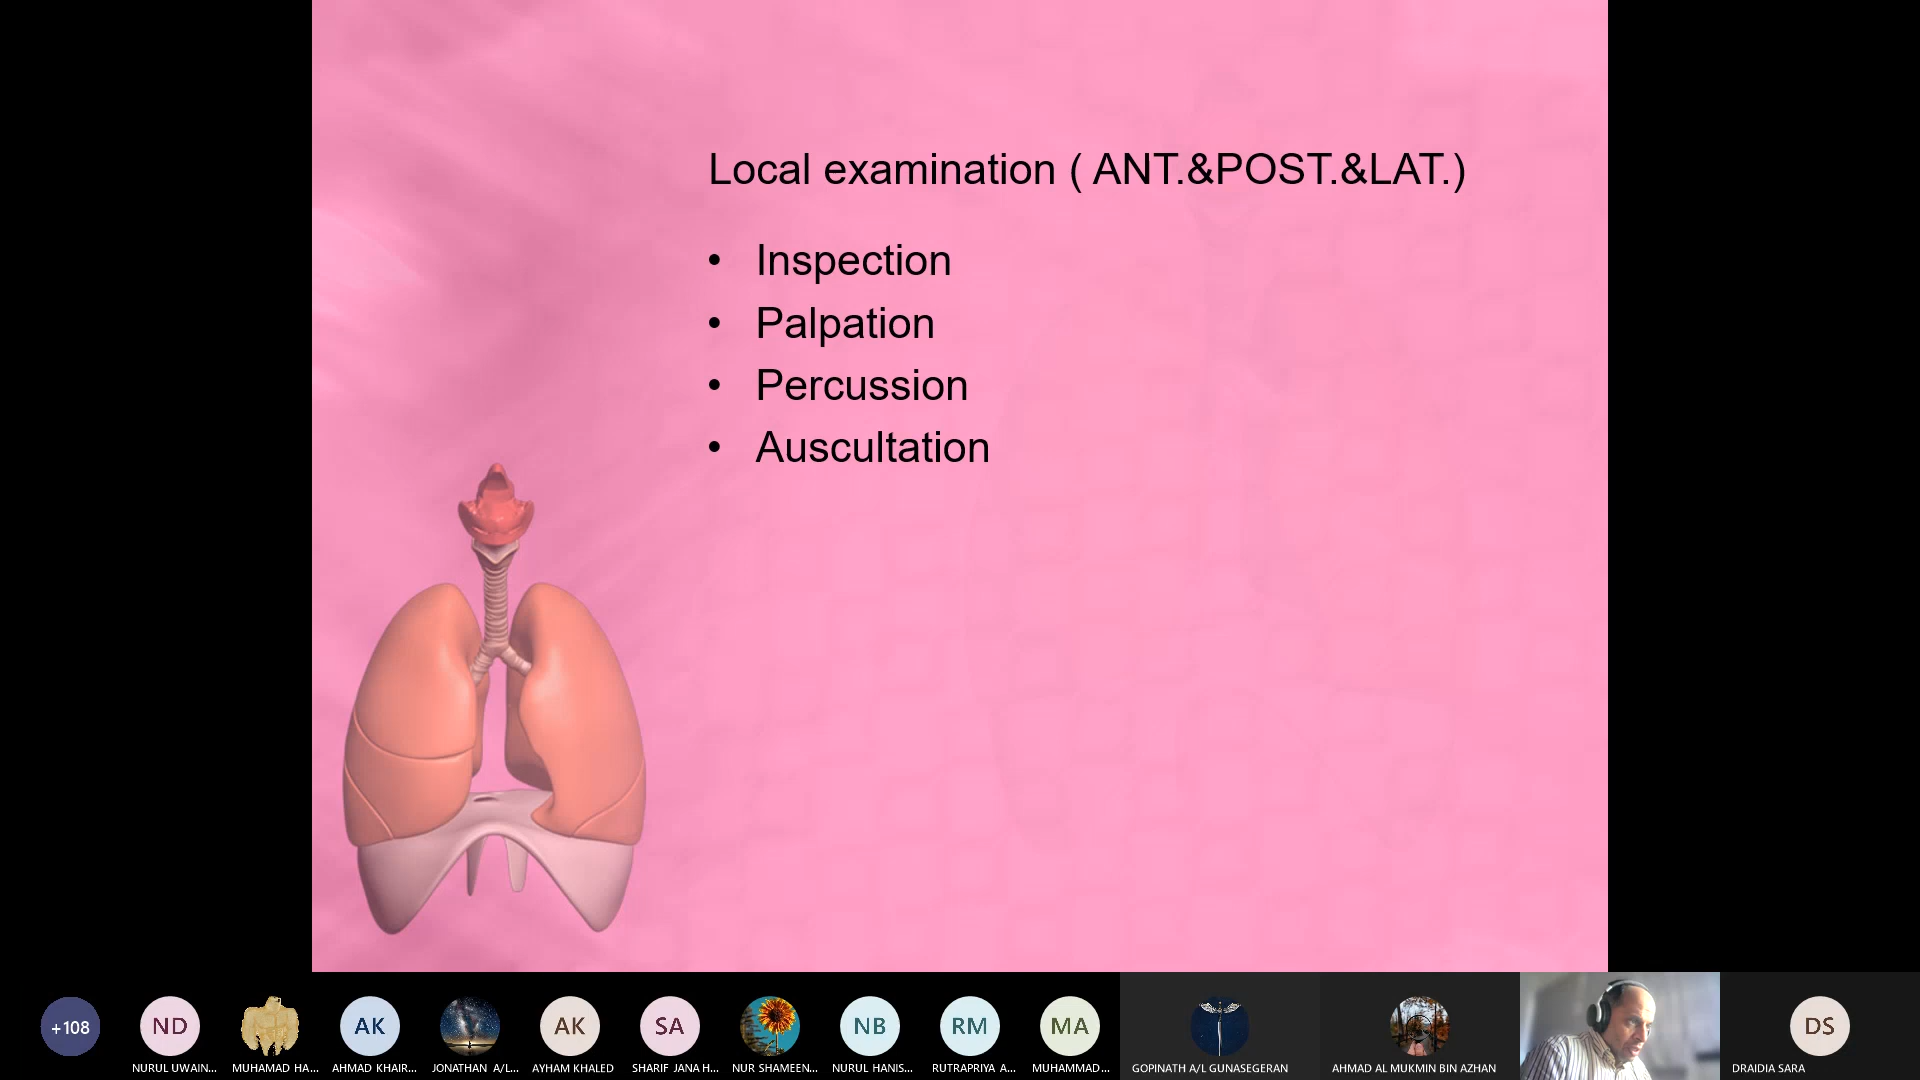 Local examination ( ANT.&POST.&LAT.)
• Inspection
• Palpation
• Percussion
• Auscultation
+108
ND
AK
AK
SA
NB
RM
MA
DS
NURUL UWAIN...
MUHAMAD HA...
AHMAD KHAIR...
JONATHAN A/L...
AYHAM KHALED
SHARIF JANA H...
NUR SHAMEEN...
NURUL HANIS...
RUTRAPRIYA A...
MUHAMMAD...
GOPINATH A/L GUNASEGERAN
AHMAD AL MUKMIN BIN AZHAN
DRAIDIA SARA